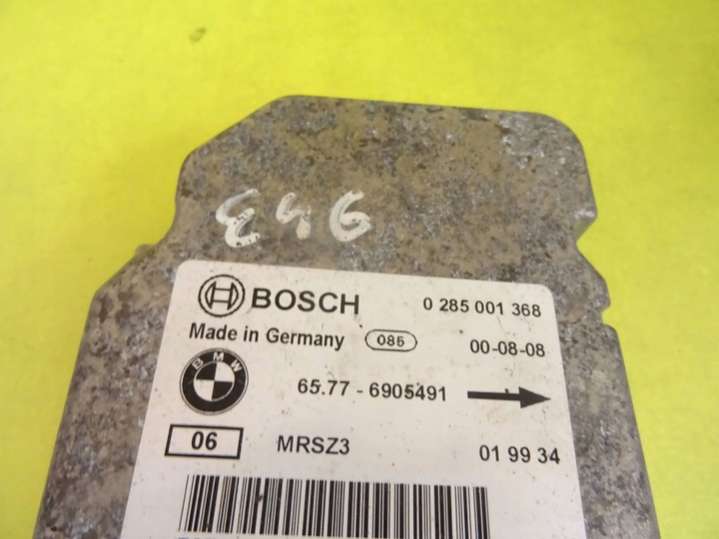 E46
BOSCH 0 285 001 368
Made in Germany 085 00-08-08
BMW
65.77 - 6905491
06 MRSZ3 01 99 34